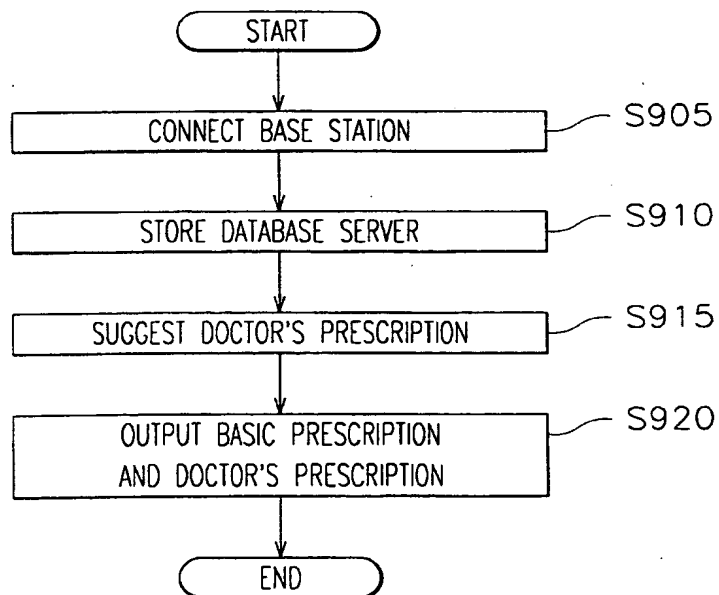 START
CONNECT BASE STATION
S905
STORE DATABASE SERVER
S910
SUGGEST DOCTOR'S PRESCRIPTION
S915
OUTPUT BASIC PRESCRIPTION
AND DOCTOR'S PRESCRIPTION
S920
END